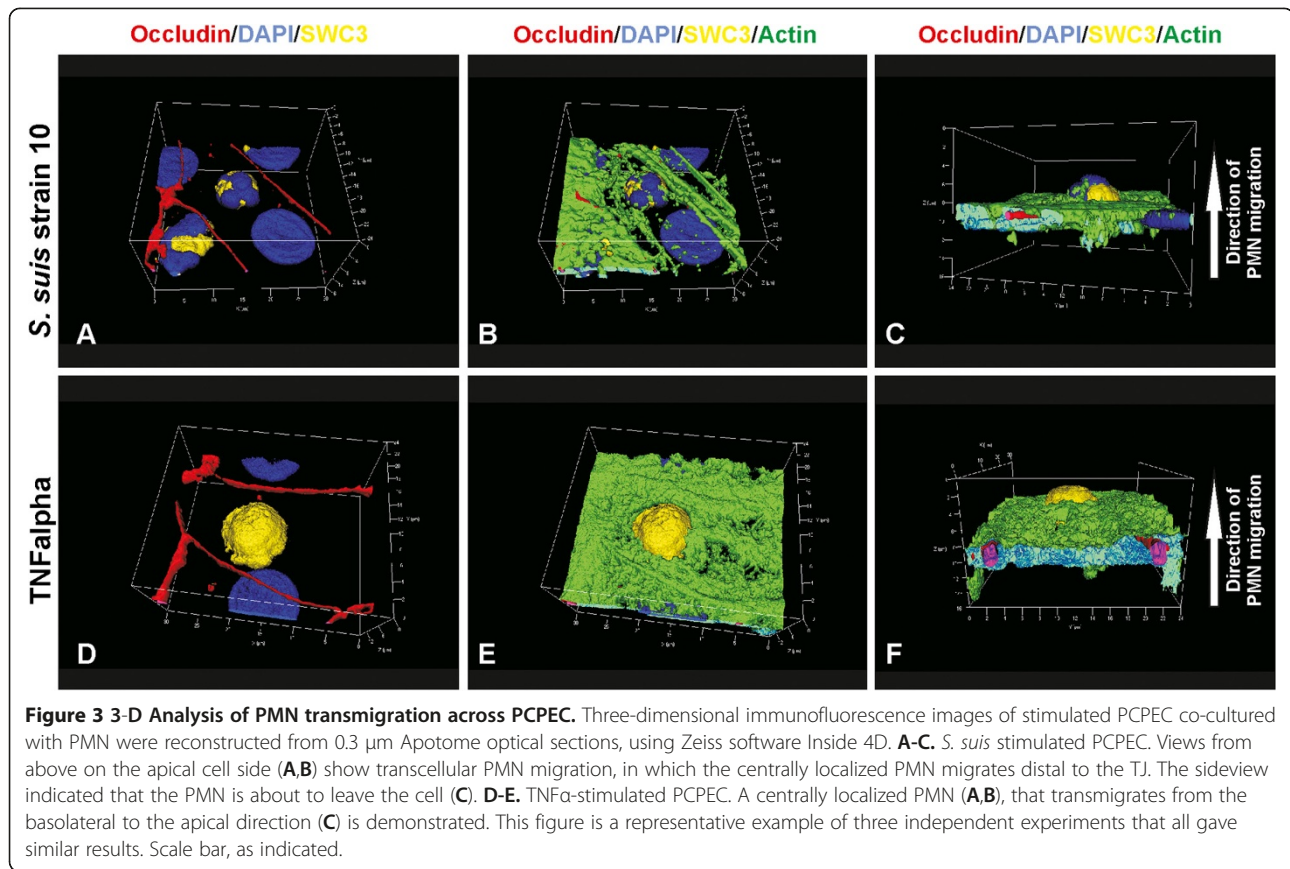 Occludin/DAPI/SWC3
Occludin/DAPI/SWC3/Actin
Occludin/DAPI/SWC3/Actin
S. suis strain 10
A
B
C
Direction of
PMN migration
TNFalpha
D
E
F
Direction of
PMN migration
Figure 3 3-D Analysis of PMN transmigration across PCPEC. Three-dimensional immunofluorescence images of stimulated PCPEC co-cultured
with PMN were reconstructed from 0.3 µm Apotome optical sections, using Zeiss software Inside 4D. A-C. S. suis stimulated PCPEC. Views from
above on the apical cell side (A,B) show transcellular PMN migration, in which the centrally localized PMN migrates distal to the TJ. The sideview
indicated that the PMN is about to leave the cell (C). D-E. TNFα-stimulated PCPEC. A centrally localized PMN (A,B), that transmigrates from the
basolateral to the apical direction (C) is demonstrated. This figure is a representative example of three independent experiments that all gave
similar results. Scale bar, as indicated.